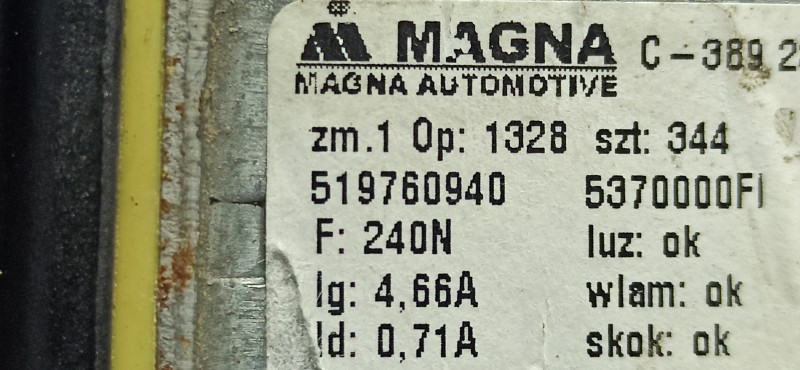 MAGNA C-389
MAGNA AUTOMOTIVE
zm.1 Op: 1328 szt: 344
519760940 5370000FI
F: 240N luz: ok
Ig: 4,66A wlam: ok
Id: 0,71A skok: ok